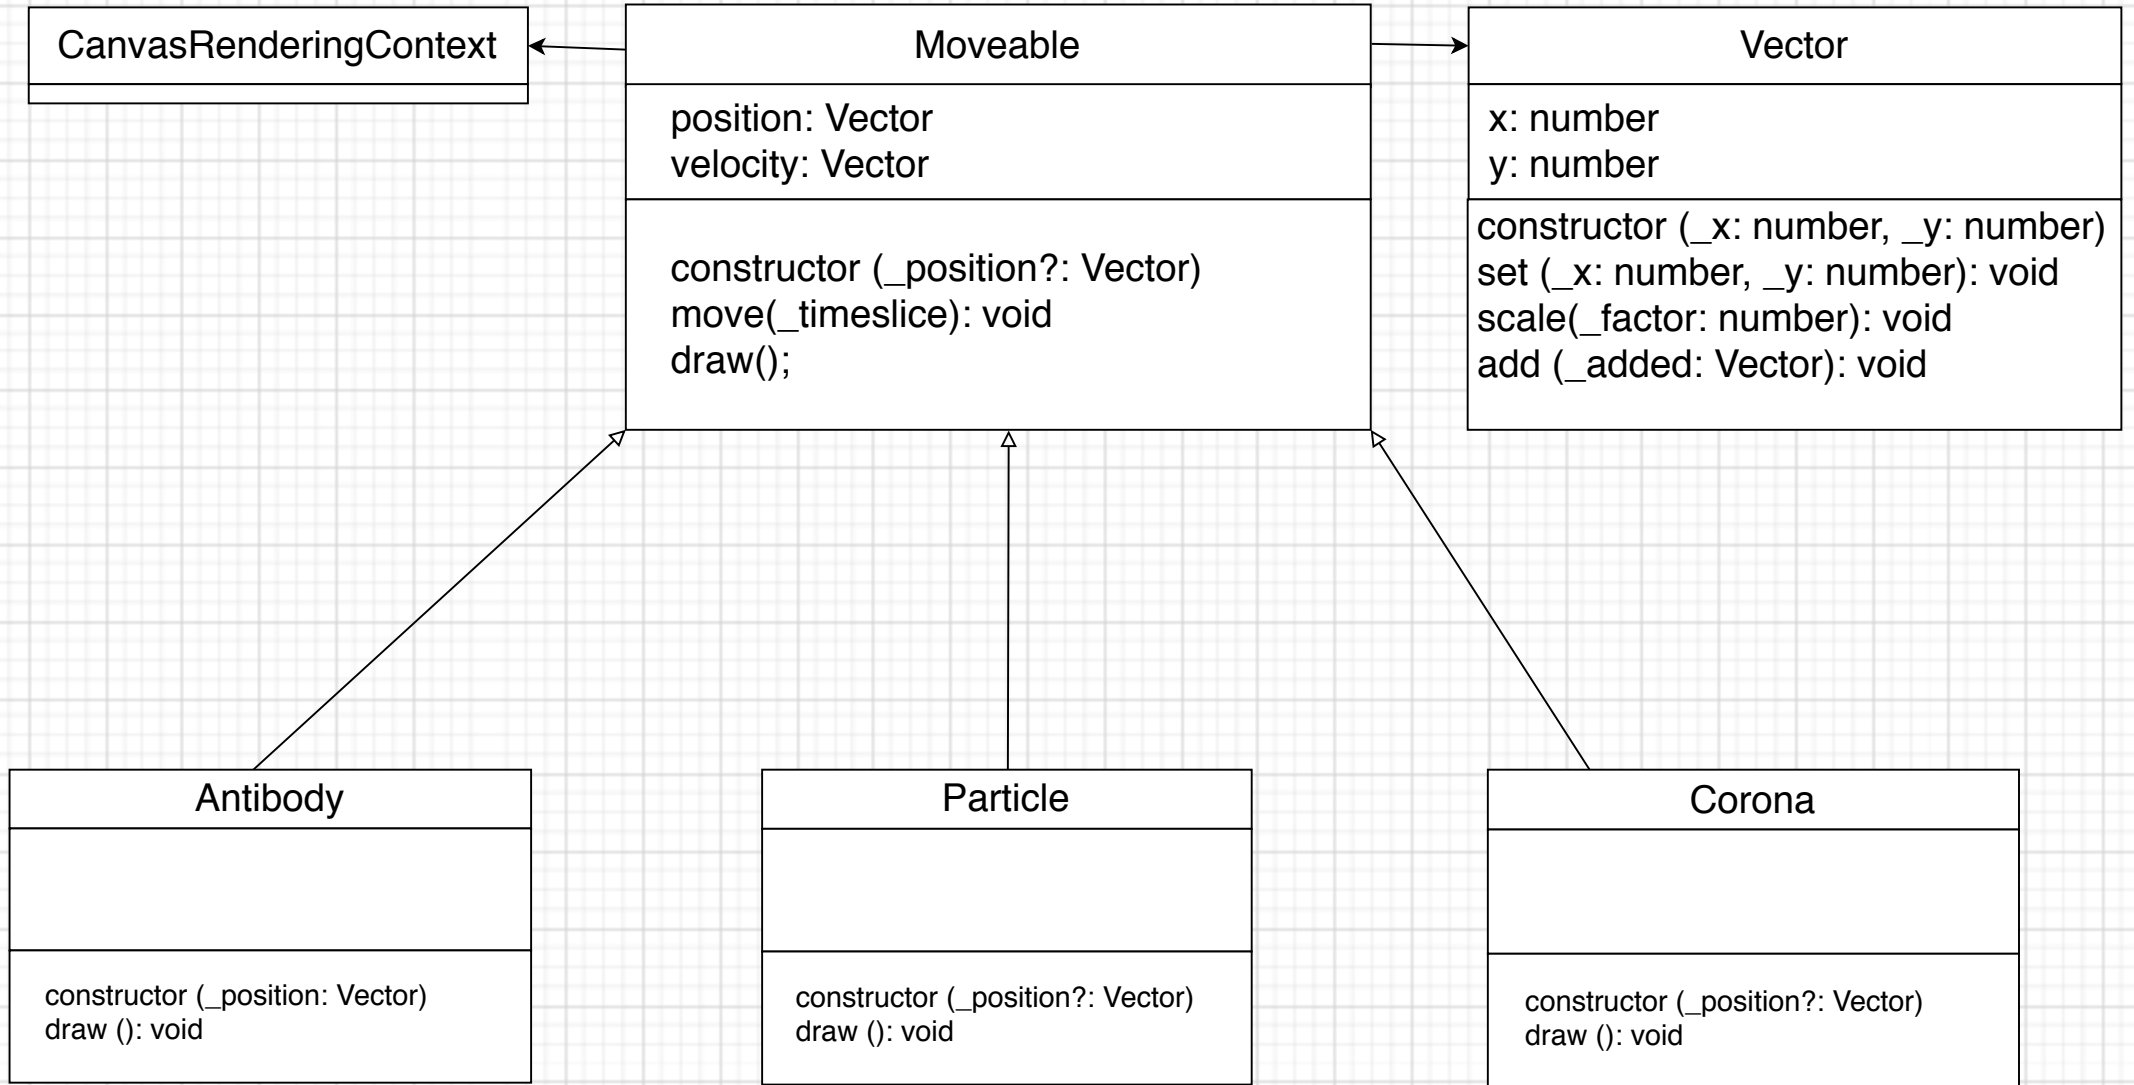 CanvasRenderingContext
Moveable
position: Vector
velocity: Vector
constructor (_position?: Vector)
move(_timeslice): void
draw();
Vector
x: number
y: number
constructor (_x: number, _y: number)
set (_x: number, _y: number): void
scale(_factor: number): void
add (_added: Vector): void
Antibody
constructor (_position: Vector)
draw (): void
Particle
constructor (_position?: Vector)
draw (): void
Corona
constructor (_position?: Vector)
draw (): void